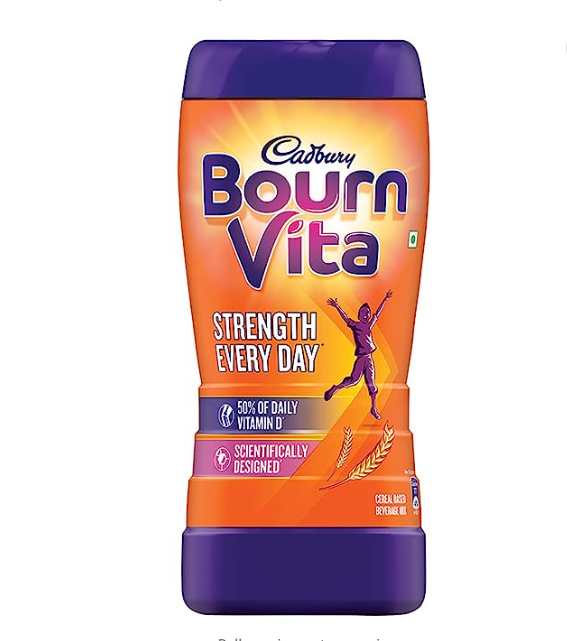 Cadbury
Bourn
Vita
STRENGTH
EVERY DAY*
50% OF DAILY
VITAMIN D*
SCIENTIFICALLY
DESIGNED*
CEREAL BASED
BEVERAGE MIX